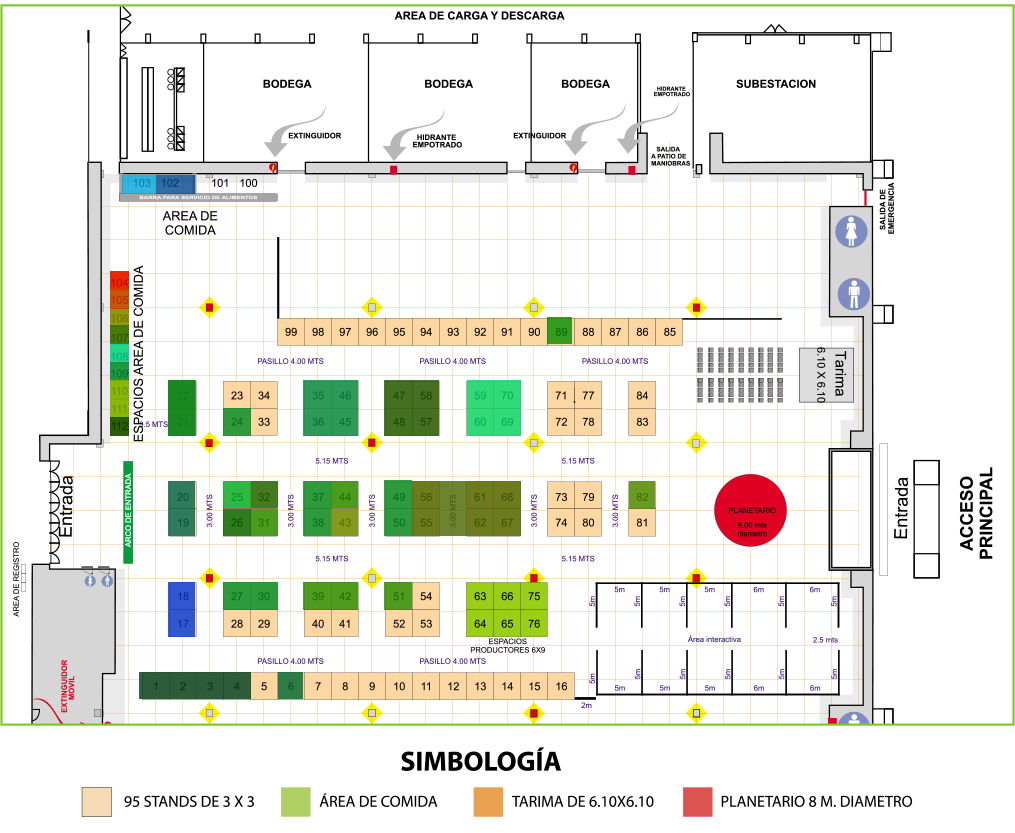 AREA DE CARGA Y DESCARGA
BODEGA
BODEGA
BODEGA
SUBESTACION
HIDRANTE
EMPOTRADO
EXTINGUIDOR
HIDRANTE
EMPOTRADO
EXTINGUIDOR
SALIDA
A PATIO DE
MANIOBRAS
103 102 101 100
BARRA PARA SERVICIO DE ALIMENTOS
AREA DE
COMIDA
SALIDA DE
EMERGENCIA
ESPACIOS AREA DE COMIDA
104
105
106
107
108
109
110
111
112
99 98 97 96 95 94 93 92 91 90 89 88 87 86 85
PASILLO 4.00 MTS PASILLO 4.00 MTS PASILLO 4.00 MTS
Tarima
6.10 X 6.10
22 23 34 35 46 47 58 59 70 71 77 84
21 24 33 36 45 48 57 60 69 72 78 83
3.5 MTS
5.15 MTS 5.15 MTS
Entrada
ARCO DE ENTRADA
20 25 32 37 44 49 56 61 68 73 79 82
19 26 31 38 43 50 55 62 67 74 80 81
3.00 MTS 3.00 MTS 3.00 MTS 3.00 MTS 3.00 MTS
PLANETARIO
8.00 mts
diametro
Entrada
ACCESO
PRINCIPAL
5.15 MTS 5.15 MTS
AREA DE REGISTRO
18 27 30 39 42 51 54 63 66 75
17 28 29 40 41 52 53 64 65 76
ESPACIOS
PRODUCTORES 6X9
5m 5m 5m 6m 6m
5m 5m 5m 5m 5m
Área interactiva
2.5 mts
5m 5m 5m 5m 5m
5m 5m 5m 6m 6m
2m
PASILLO 4.00 MTS PASILLO 4.00 MTS
EXTINGUIDOR
MOVIL
1 2 3 4 5 6 7 8 9 10 11 12 13 14 15 16
SIMBOLOGÍA
95 STANDS DE 3 X 3
ÁREA DE COMIDA
TARIMA DE 6.10X6.10
PLANETARIO 8 M. DIAMETRO